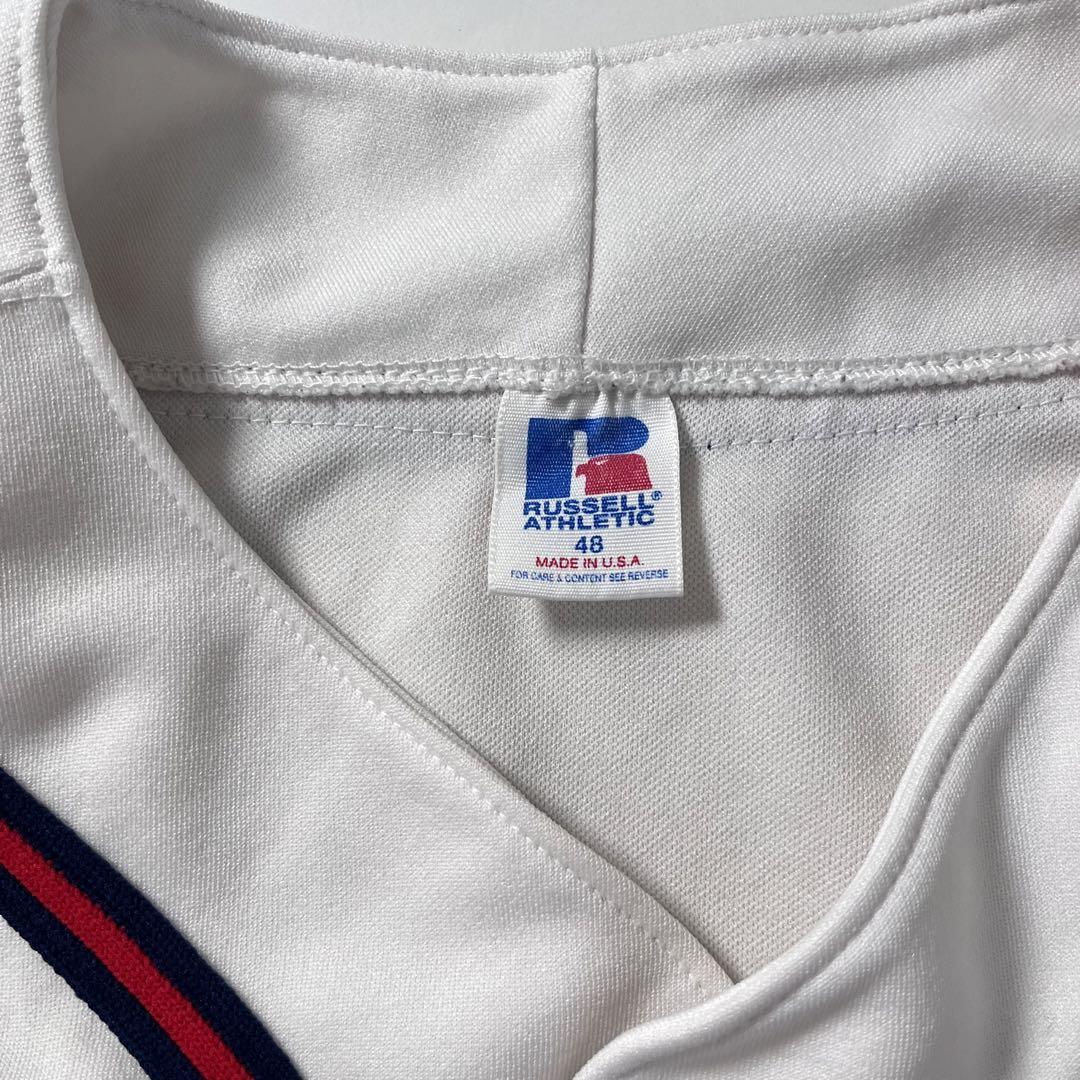 R
RUSSELL®
ATHLETIC
48
MADE IN U.S.A.
FOR CARE & CONTENT SEE REVERSE